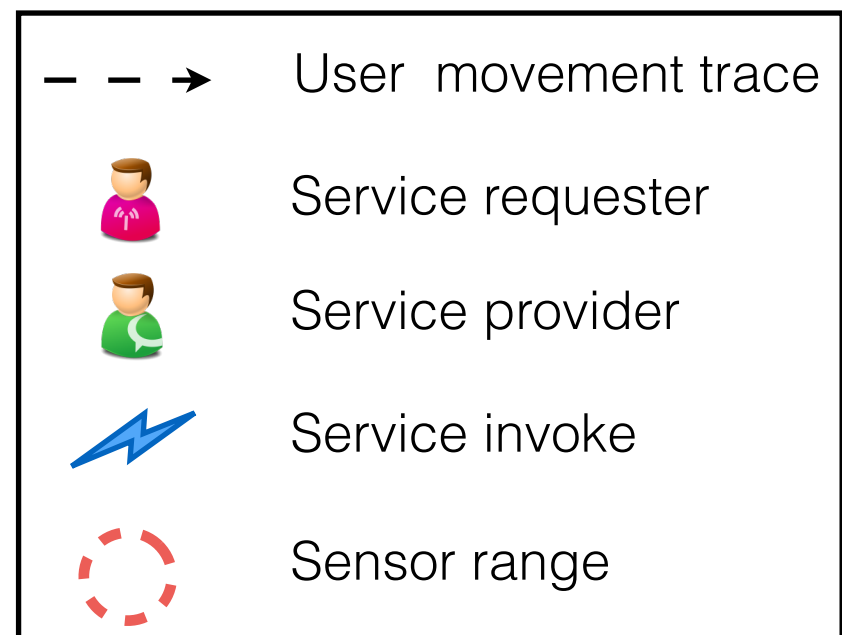 User movement trace
Service requester
Service provider
Service invoke
Sensor range